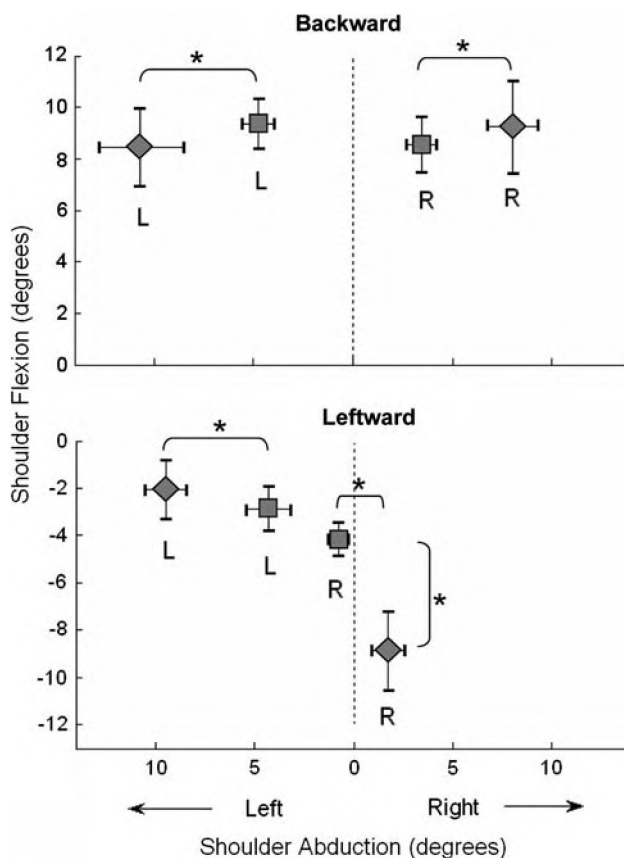 Backward
12
10
8
6
4
2
0
*
*
L
L
R
R
Shoulder Flexion (degrees)
Leftward
0
-2
-4
-6
-8
-10
-12
*
*
*
L
L
R
R
10
5
0
5
10
Left
Right
Shoulder Abduction (degrees)